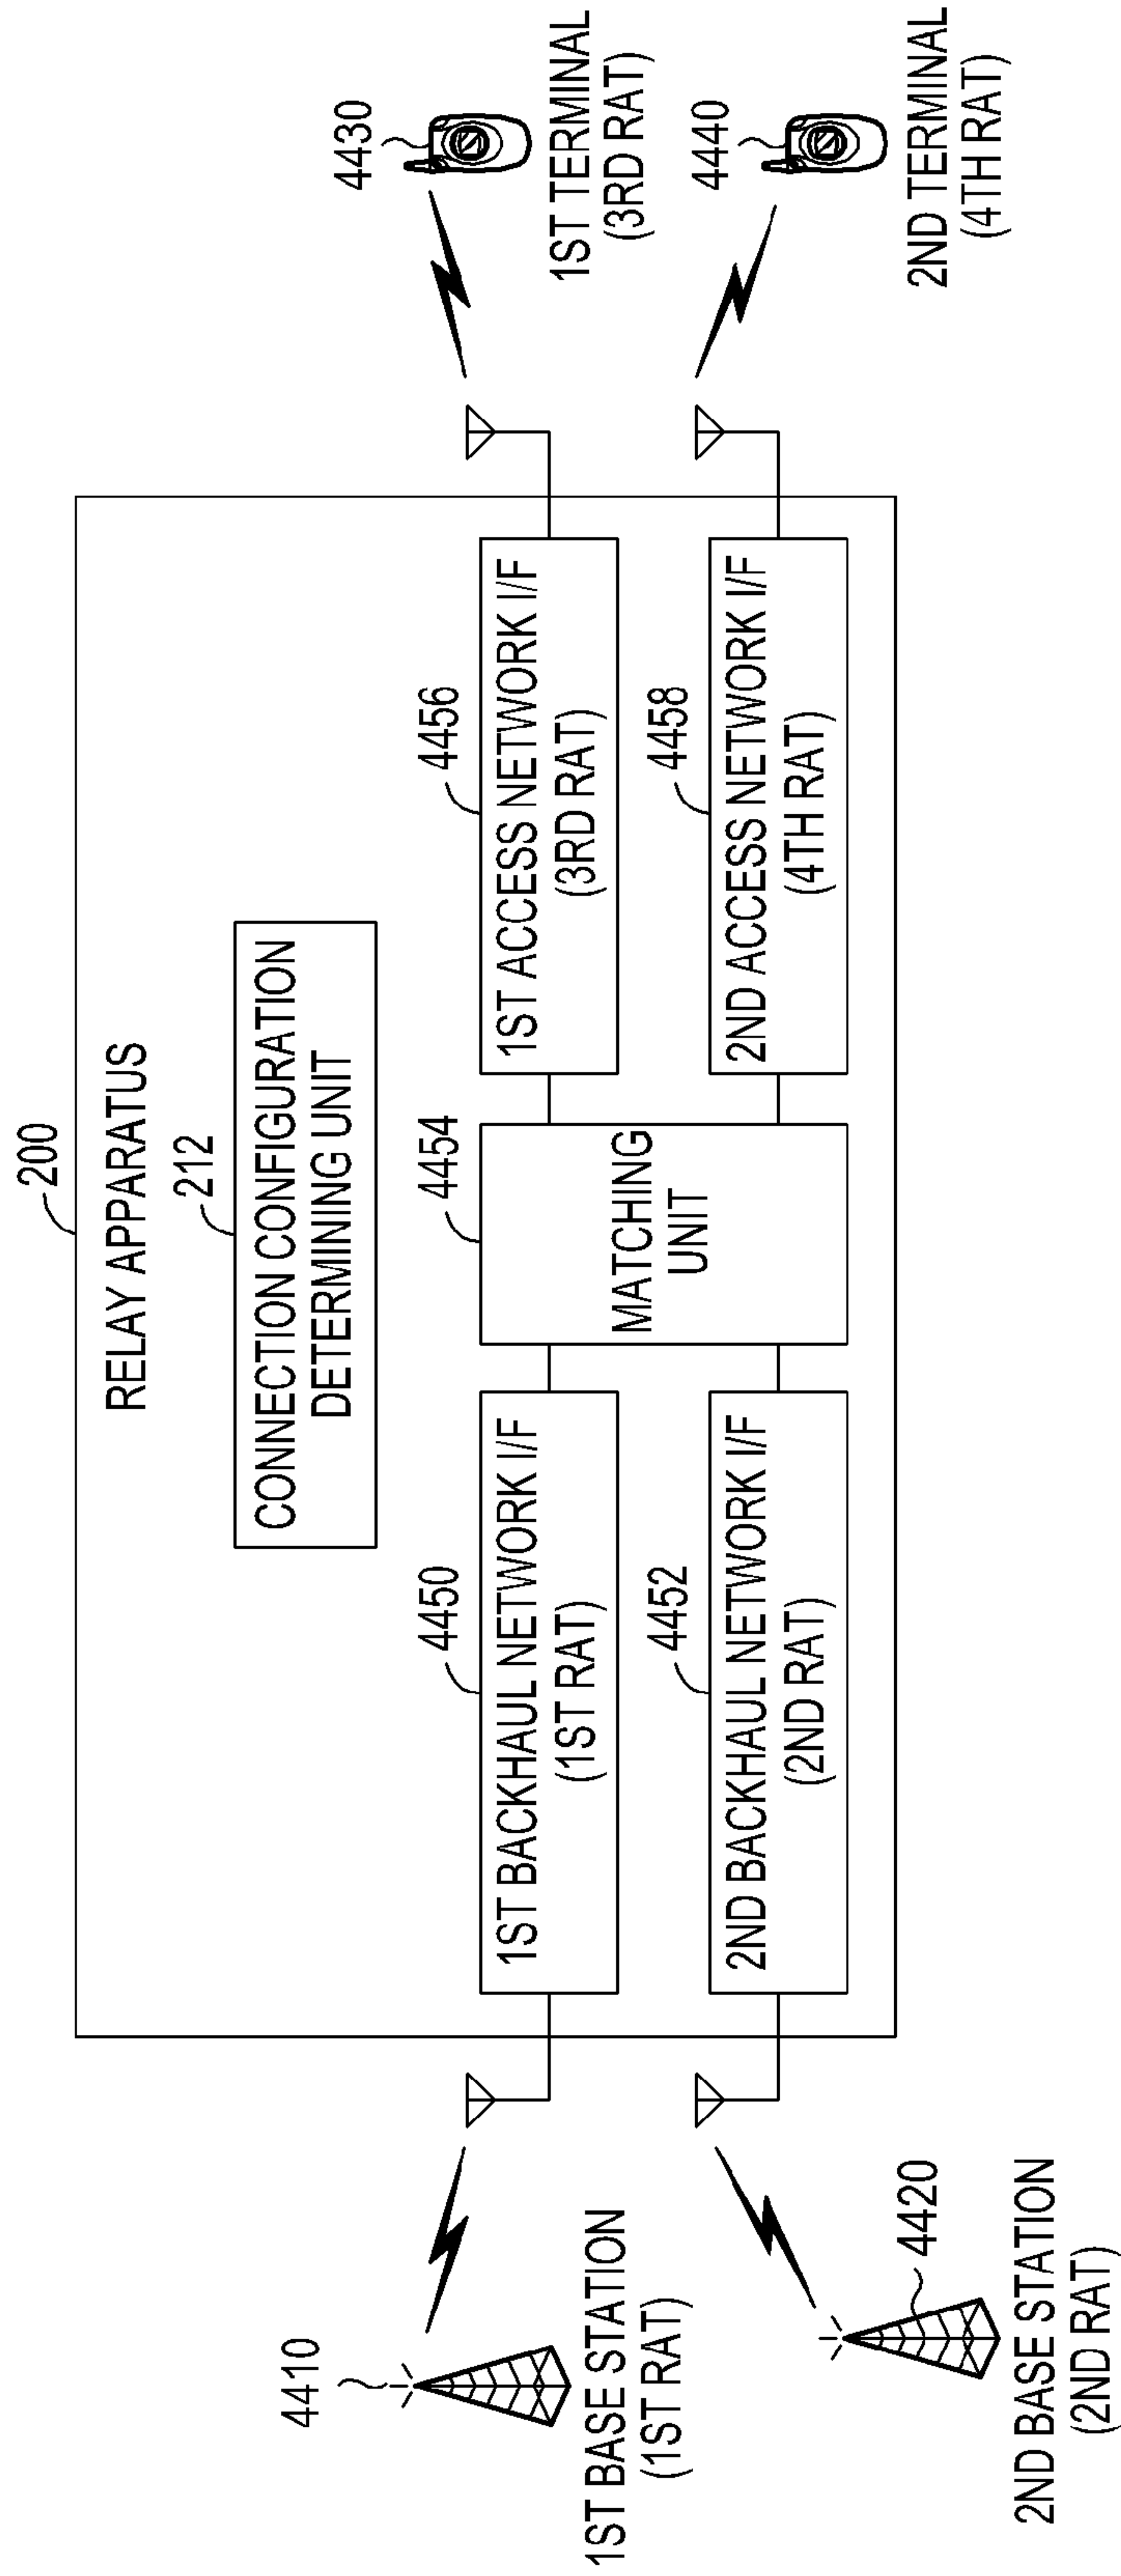 200
RELAY APPARATUS
212
CONNECTION CONFIGURATION
DETERMINING UNIT
4410
1ST BASE STATION
(1ST RAT)
4420
2ND BASE STATION
(2ND RAT)
4450
1ST BACKHAUL NETWORK I/F
(1ST RAT)
4452
2ND BACKHAUL NETWORK I/F
(2ND RAT)
4454
MATCHING
UNIT
4456
1ST ACCESS NETWORK I/F
(3RD RAT)
4458
2ND ACCESS NETWORK I/F
(4TH RAT)
4430
1ST TERMINAL
(3RD RAT)
4440
2ND TERMINAL
(4TH RAT)